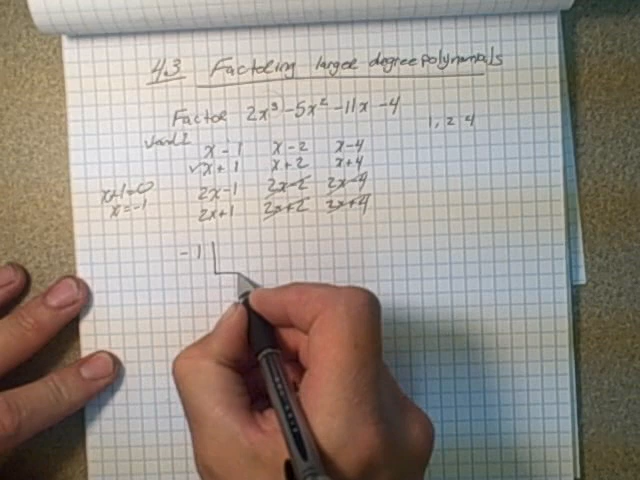 4.3 Factoring larger degree polynomials
Factor 2x³ - 5x² - 11x - 4
1, 2 4
x - 1 x - 2 x - 4
✓x + 1 x + 2 x + 4
x+1=0 2x - 1 2x - 2 2x - 4
x = -1 2x + 1 2x + 2 2x + 4
-1